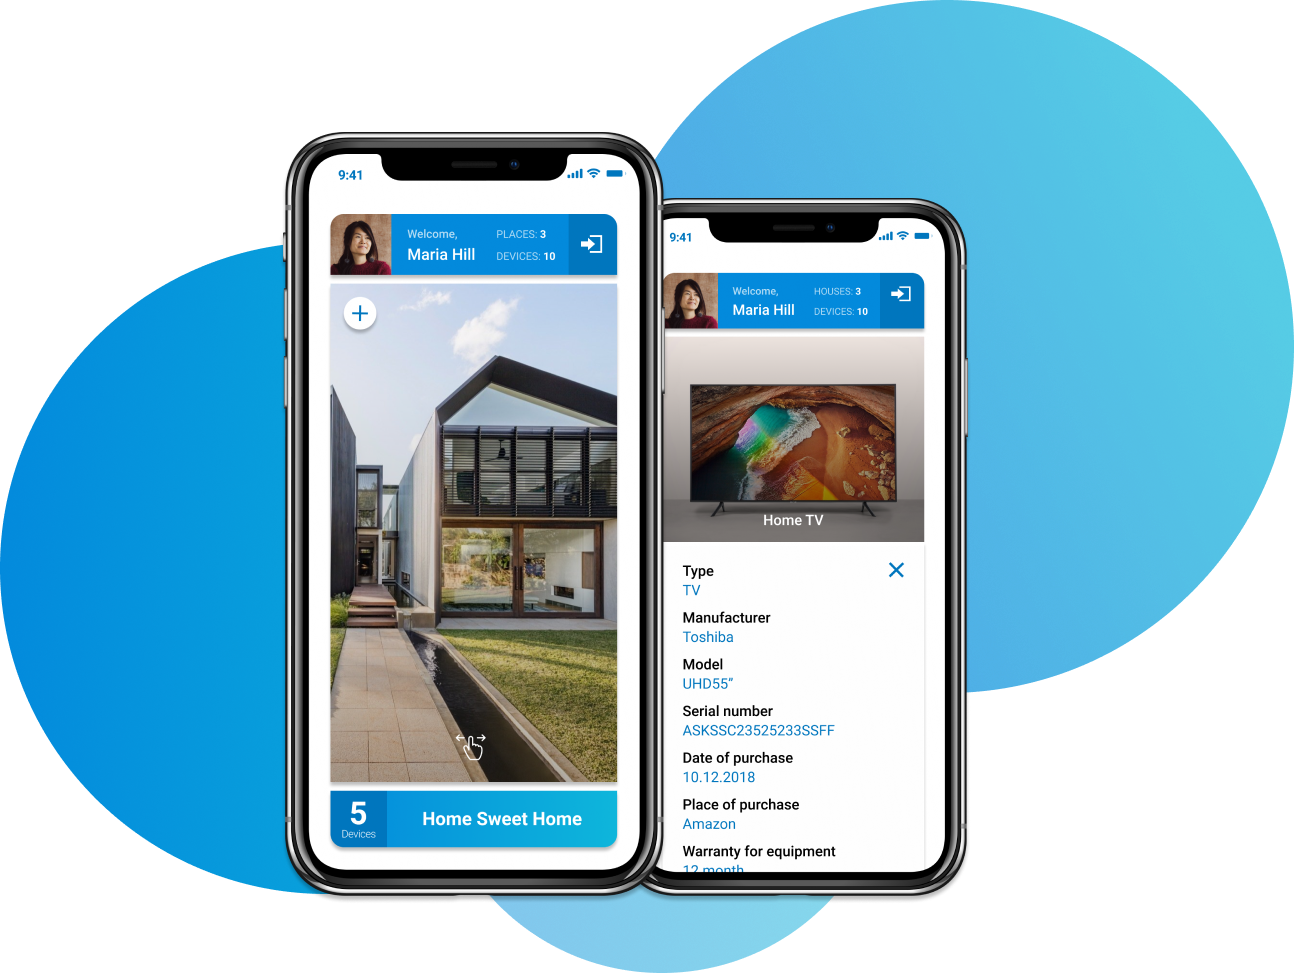 9:41
Welcome,
Maria Hill
PLACES: 3
DEVICES: 10
5
Devices
Home Sweet Home
9:41
Welcome,
Maria Hill
HOUSES: 3
DEVICES: 10
Home TV
Type
TV
Manufacturer
Toshiba
Model
UHD55”
Serial number
ASKSSC23525233SSFF
Date of purchase
10.12.2018
Place of purchase
Amazon
Warranty for equipment
12 month